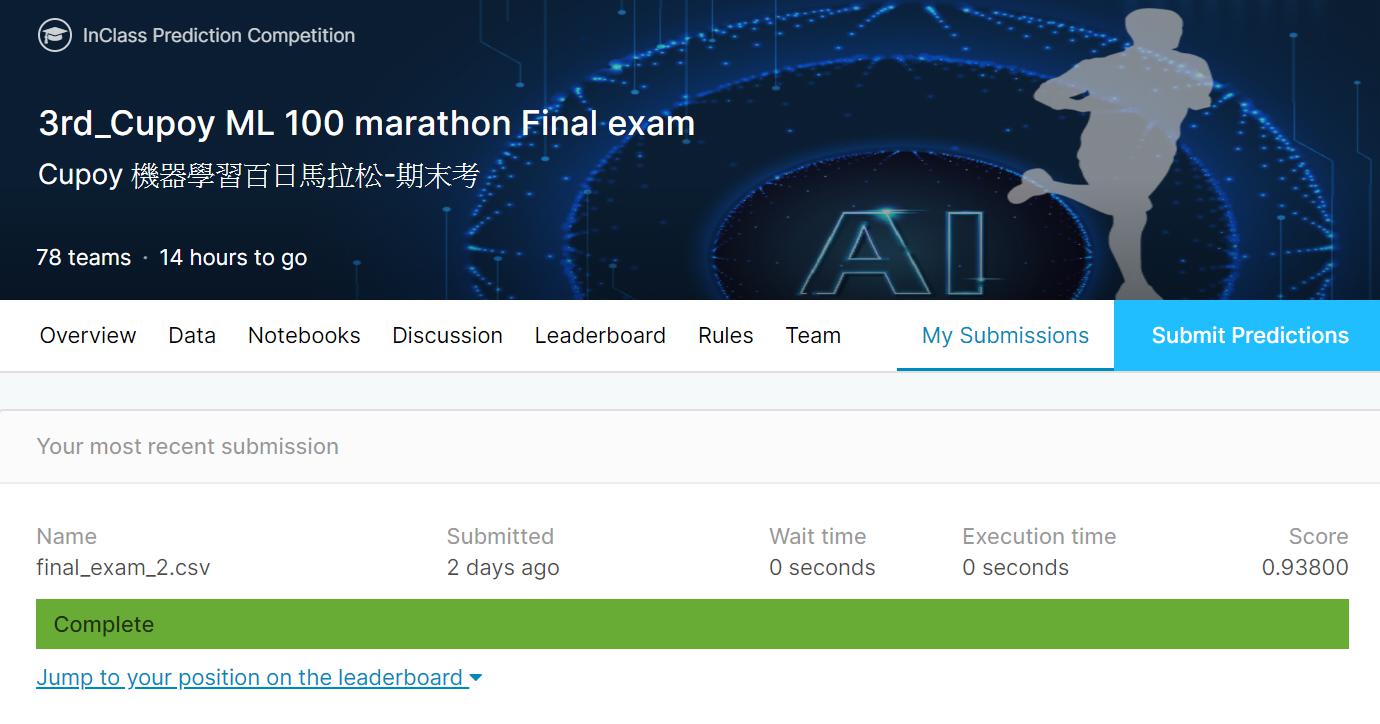 InClass Prediction Competition
3rd_Cupoy ML 100 marathon Final exam
Cupoy 機器學習百日馬拉松-期末考
78 teams · 14 hours to go
AI
Overview Data Notebooks Discussion Leaderboard Rules Team My Submissions Submit Predictions
Your most recent submission
Name Submitted Wait time Execution time Score
final_exam_2.csv 2 days ago 0 seconds 0 seconds 0.93800
Complete
Jump to your position on the leaderboard